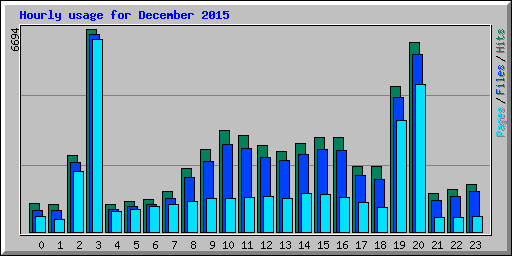 Hourly usage for December 2015
6694
Pages / Files / Hits
0 1 2 3 4 5 6 7 8 9 10 11 12 13 14 15 16 17 18 19 20 21 22 23